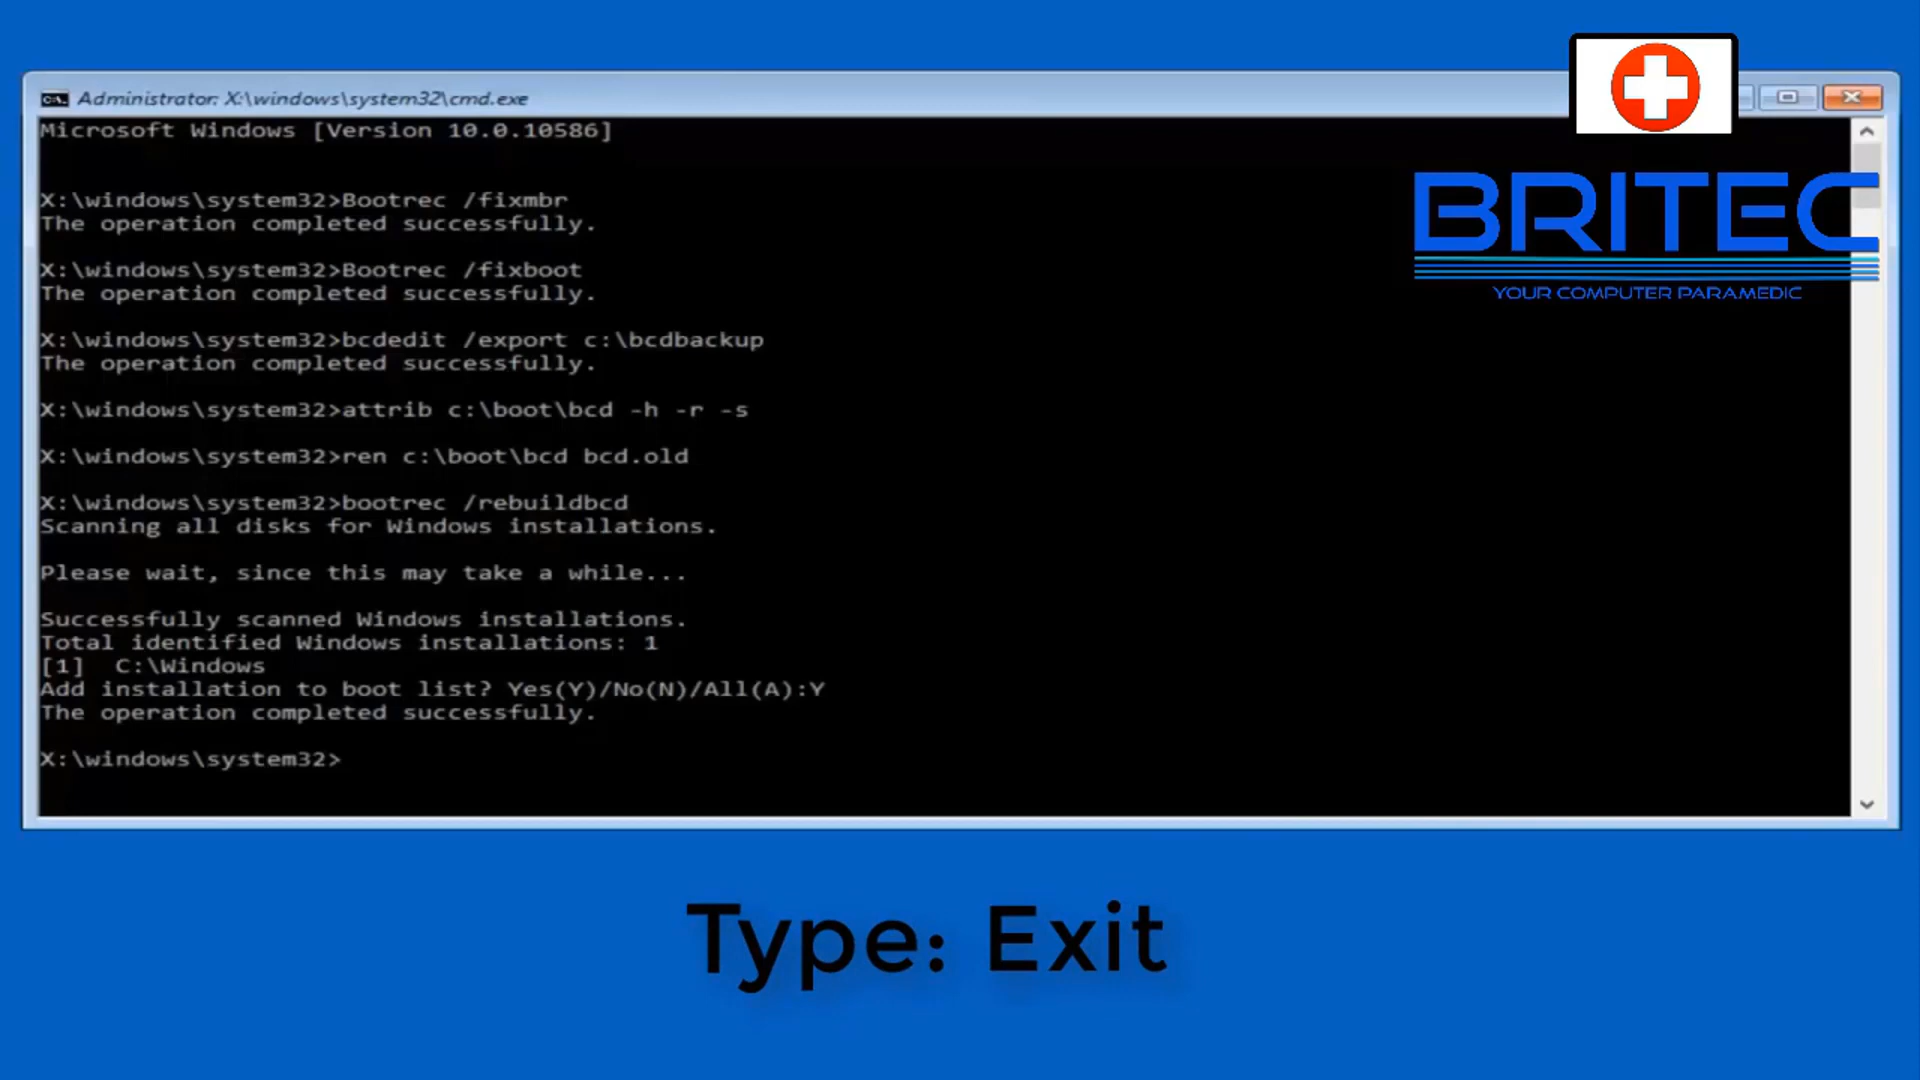 Administrator: X:\windows\system32\cmd.exe
Microsoft Windows [Version 10.0.10586]
X:\windows\system32>Bootrec /fixmbr
The operation completed successfully.
X:\windows\system32>Bootrec /fixboot
The operation completed successfully.
X:\windows\system32>bcdedit /export c:\bcdbackup
The operation completed successfully.
X:\windows\system32>attrib c:\boot\bcd -h -r -s
X:\windows\system32>ren c:\boot\bcd bcd.old
X:\windows\system32>bootrec /rebuildbcd
Scanning all disks for Windows installations.
Please wait, since this may take a while...
Successfully scanned Windows installations.
Total identified Windows installations: 1
[1]  C:\Windows
Add installation to boot list? Yes(Y)/No(N)/All(A):Y
The operation completed successfully.
X:\windows\system32>
BRITEC
YOUR COMPUTER PARAMEDIC
Type: Exit